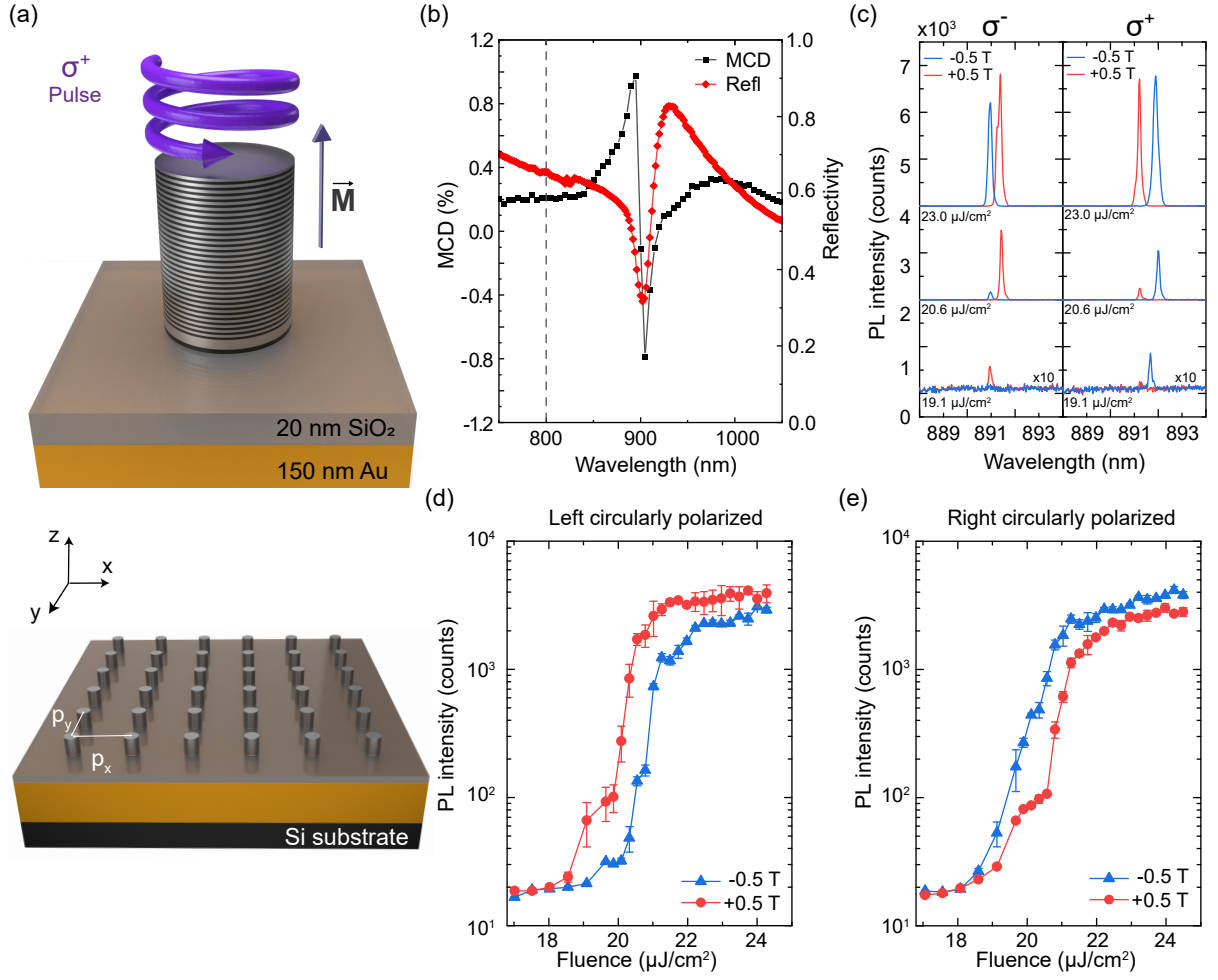 (a)
σ+
Pulse
M
20 nm SiO₂
150 nm Au
z
x
y
p_y
p_x
Si substrate
(b)
1.2
0.8
0.4
0.0
-0.4
-0.8
-1.2
MCD (%)
MCD
Refl
1.0
0.8
0.6
0.4
0.2
0.0
Reflectivity
800
900
1000
Wavelength (nm)
(c)
x10³
σ-
σ+
7
6
5
4
3
2
1
0
PL intensity (counts)
-0.5 T
+0.5 T
23.0 µJ/cm²
20.6 µJ/cm²
x10
19.1 µJ/cm²
-0.5 T
+0.5 T
23.0 µJ/cm²
20.6 µJ/cm²
x10
19.1 µJ/cm²
889
891
893
889
891
893
Wavelength (nm)
(d)
Left circularly polarized
10⁴
10³
10²
10¹
PL intensity (counts)
-0.5 T
+0.5 T
18
20
22
24
Fluence (µJ/cm²)
(e)
Right circularly polarized
10⁴
10³
10²
10¹
PL intensity (counts)
-0.5 T
+0.5 T
18
20
22
24
Fluence (µJ/cm²)